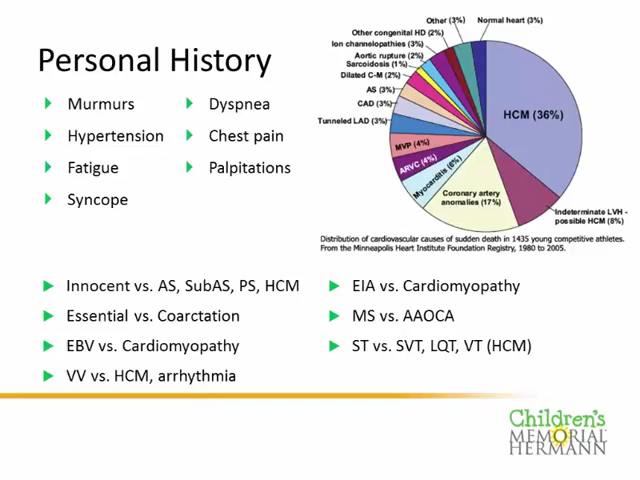 Personal History
Murmurs
Hypertension
Fatigue
Syncope
Dyspnea
Chest pain
Palpitations
Other (3%)
Normal heart (3%)
Other congenital HD (2%)
Ion channelopathies (3%)
Aortic rupture (2%)
Sarcoidosis (1%)
Dilated C-M (2%)
AS (3%)
CAD (3%)
Tunneled LAD (3%)
MVP (4%)
ARVC (4%)
Myocarditis (6%)
Coronary artery
anomalies (17%)
HCM (36%)
Indeterminate LVH -
possible HCM (8%)
Distribution of cardiovascular causes of sudden death in 1435 young competitive athletes.
From the Minneapolis Heart Institute Foundation Registry, 1980 to 2005.
Innocent vs. AS, SubAS, PS, HCM
Essential vs. Coarctation
EBV vs. Cardiomyopathy
VV vs. HCM, arrhythmia
EIA vs. Cardiomyopathy
MS vs. AAOCA
ST vs. SVT, LQT, VT (HCM)
Children's
MEMORIAL
HERMANN